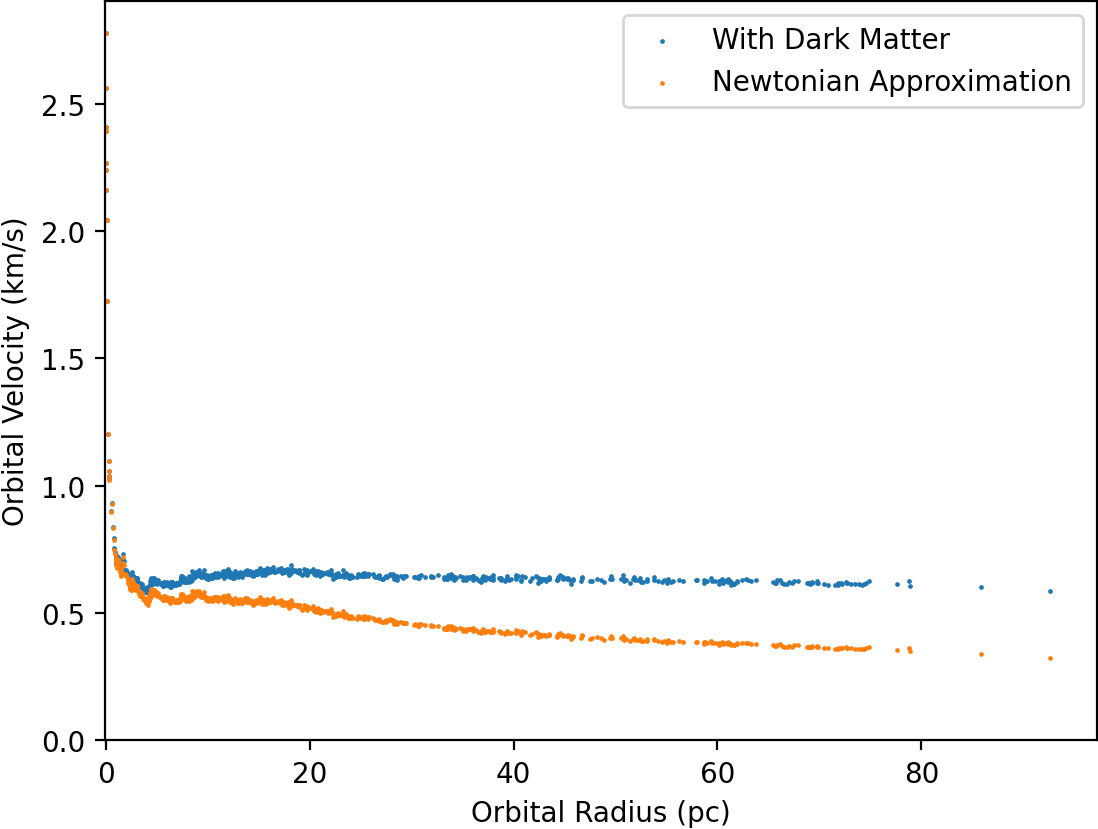 With Dark Matter
Newtonian Approximation
2.5
2.0
1.5
1.0
0.5
0.0
Orbital Velocity (km/s)
0 20 40 60 80
Orbital Radius (pc)